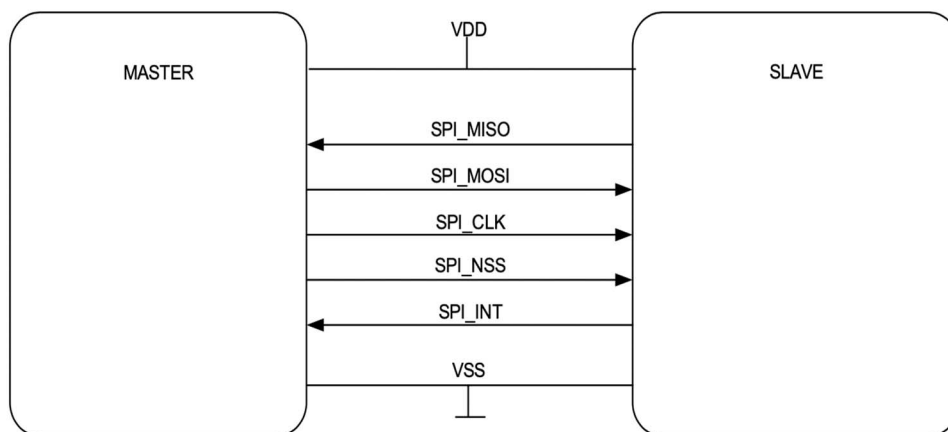 VDD
MASTER
SLAVE
SPI_MISO
SPI_MOSI
SPI_CLK
SPI_NSS
SPI_INT
VSS